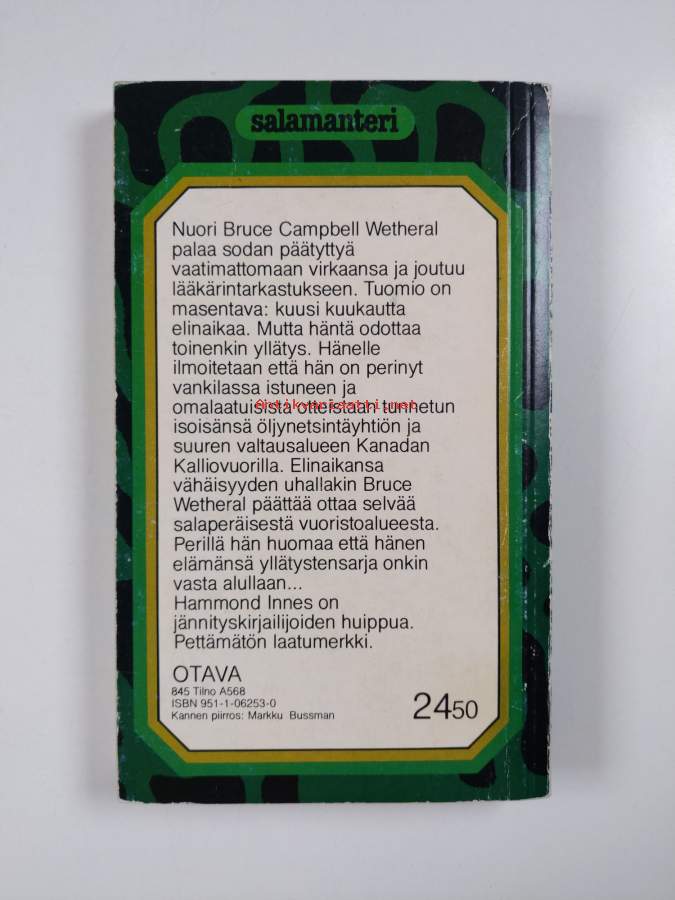 salamanteri
Nuori Bruce Campbell Wetheral
palaa sodan päätyttyä
vaatimattomaan virkaansa ja joutuu
lääkärintarkastukseen. Tuomio on
masentava: kuusi kuukautta
elinaikaa. Mutta häntä odottaa
toinenkin yllätys. Hänelle
ilmoitetaan että hän on perinyt
vankilassa istuneen ja
omalaatuisista otteistaan tunnetun
Antikvariaatti.net
isoisänsä öljynetsintäyhtiön ja
suuren valtausalueen Kanadan
Kalliovuorilla. Elinaikansa
vähäisyyden uhallakin Bruce
Wetheral päättää ottaa selvää
salaperäisestä vuoristoalueesta.
Perillä hän huomaa että hänen
elämänsä yllätystensarja onkin
vasta alullaan...
Hammond Innes on
jännityskirjailijoiden huippua.
Pettämätön laatumerkki.
OTAVA
845 Tilno A568
ISBN 951-1-06253-0
Kannen piirros: Markku Bussman
2450